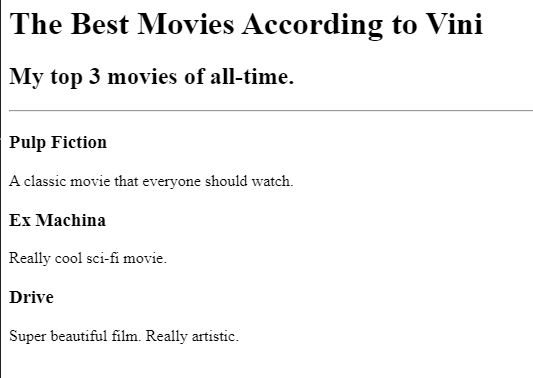 The Best Movies According to Vini
My top 3 movies of all-time.
Pulp Fiction
A classic movie that everyone should watch.
Ex Machina
Really cool sci-fi movie.
Drive
Super beautiful film. Really artistic.